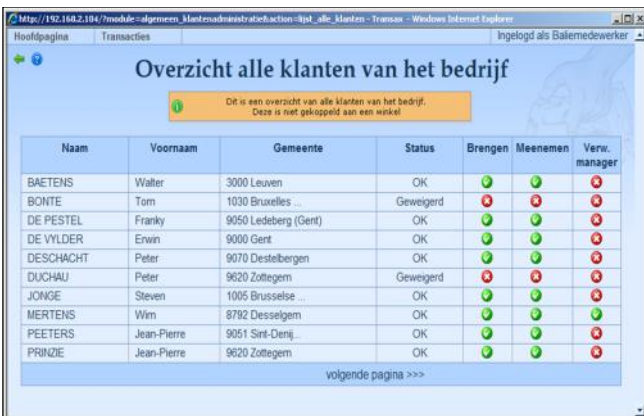 http://192.168.2.104/?module=algemeen_klantenadministratie&action=lijst_alle_klanten - Transax - Windows Internet Explorer
Hoofdpagina Transacties Ingelogd als Baliemedewerker
Overzicht alle klanten van het bedrijf
Dit is een overzicht van alle klanten van het bedrijf.
Deze is niet gekoppeld aan een winkel
Naam Voornaam Gemeente Status Brengen Meenemen Verw. manager
BAETENS Walter 3000 Leuven OK
BONTE Tom 1030 Bruxelles ... Geweigerd
DE PESTEL Franky 9050 Ledeberg (Gent) OK
DE VYLDER Erwin 9000 Gent OK
DESCHACHT Peter 9070 Destelbergen OK
DUCHAU Peter 9620 Zottegem Geweigerd
JONGE Steven 1005 Brusselse ... OK
MERTENS Wim 8792 Desselgem OK
PEETERS Jean-Pierre 9051 Sint-Denij... OK
PRINZIE Jean-Pierre 9620 Zottegem OK
volgende pagina >>>